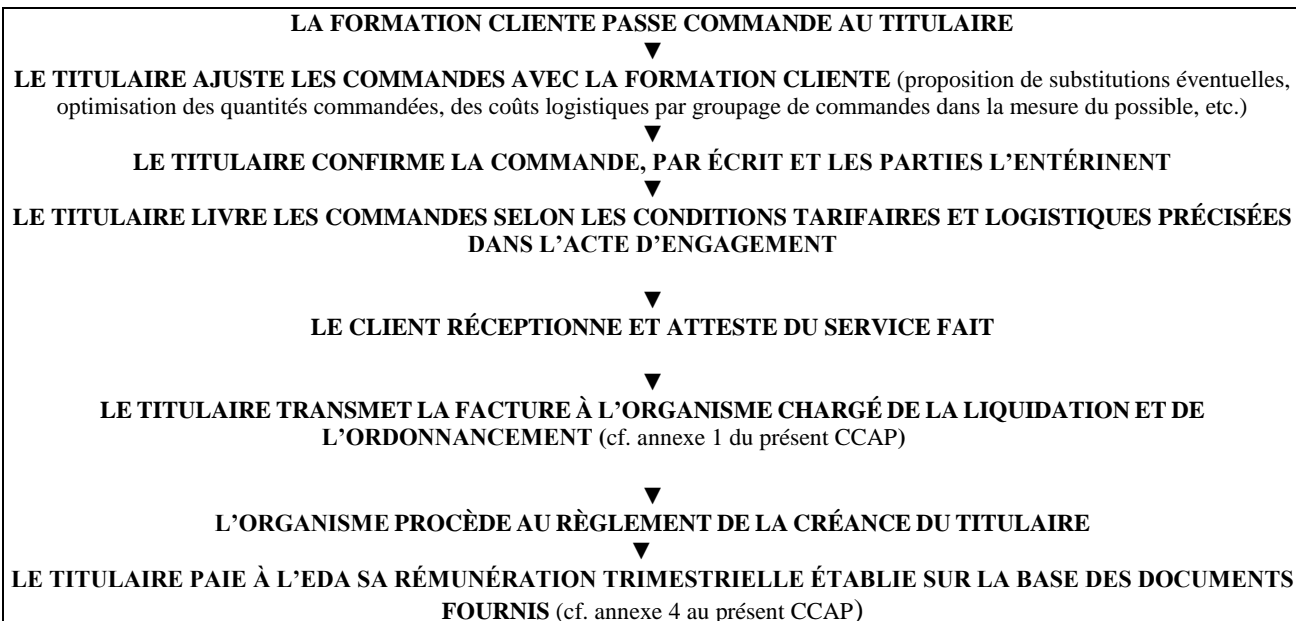 LA FORMATION CLIENTE PASSE COMMANDE AU TITULAIRE
▼
LE TITULAIRE AJUSTE LES COMMANDES AVEC LA FORMATION CLIENTE (proposition de substitutions éventuelles,
optimisation des quantités commandées, des coûts logistiques par groupage de commandes dans la mesure du possible, etc.)
▼
LE TITULAIRE CONFIRME LA COMMANDE, PAR ÉCRIT ET LES PARTIES L'ENTÉRINENT
▼
LE TITULAIRE LIVRE LES COMMANDES SELON LES CONDITIONS TARIFAIRES ET LOGISTIQUES PRÉCISÉES
DANS L'ACTE D'ENGAGEMENT
▼
LE CLIENT RÉCEPTIONNE ET ATTESTE DU SERVICE FAIT
▼
LE TITULAIRE TRANSMET LA FACTURE À L'ORGANISME CHARGÉ DE LA LIQUIDATION ET DE
L'ORDONNANCEMENT (cf. annexe 1 du présent CCAP)
▼
L'ORGANISME PROCÈDE AU RÈGLEMENT DE LA CRÉANCE DU TITULAIRE
▼
LE TITULAIRE PAIE À L'EDA SA RÉMUNÉRATION TRIMESTRIELLE ÉTABLIE SUR LA BASE DES DOCUMENTS
FOURNIS (cf. annexe 4 au présent CCAP)